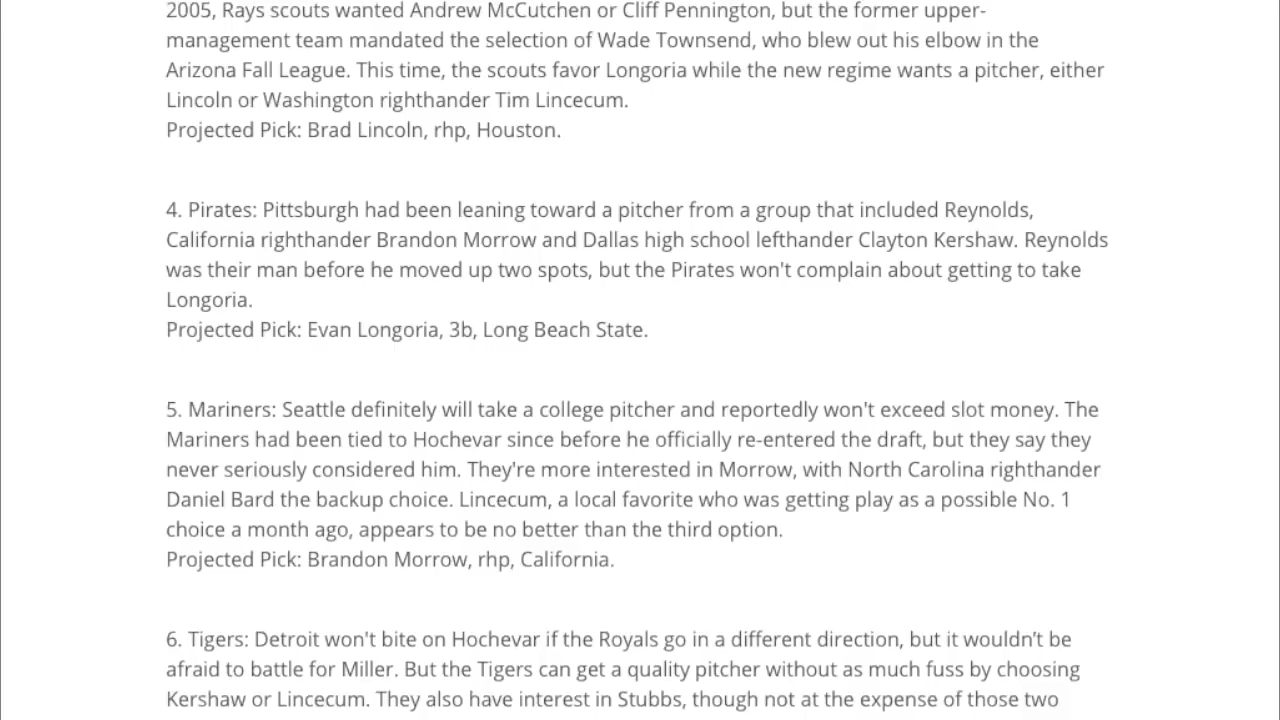 2005, Rays scouts wanted Andrew McCutchen or Cliff Pennington, but the former upper-
management team mandated the selection of Wade Townsend, who blew out his elbow in the
Arizona Fall League. This time, the scouts favor Longoria while the new regime wants a pitcher, either
Lincoln or Washington righthander Tim Lincecum.
Projected Pick: Brad Lincoln, rhp, Houston.
4. Pirates: Pittsburgh had been leaning toward a pitcher from a group that included Reynolds,
California righthander Brandon Morrow and Dallas high school lefthander Clayton Kershaw. Reynolds
was their man before he moved up two spots, but the Pirates won't complain about getting to take
Longoria.
Projected Pick: Evan Longoria, 3b, Long Beach State.
5. Mariners: Seattle definitely will take a college pitcher and reportedly won't exceed slot money. The
Mariners had been tied to Hochevar since before he officially re-entered the draft, but they say they
never seriously considered him. They're more interested in Morrow, with North Carolina righthander
Daniel Bard the backup choice. Lincecum, a local favorite who was getting play as a possible No. 1
choice a month ago, appears to be no better than the third option.
Projected Pick: Brandon Morrow, rhp, California.
6. Tigers: Detroit won't bite on Hochevar if the Royals go in a different direction, but it wouldn’t be
afraid to battle for Miller. But the Tigers can get a quality pitcher without as much fuss by choosing
Kershaw or Lincecum. They also have interest in Stubbs, though not at the expense of those two